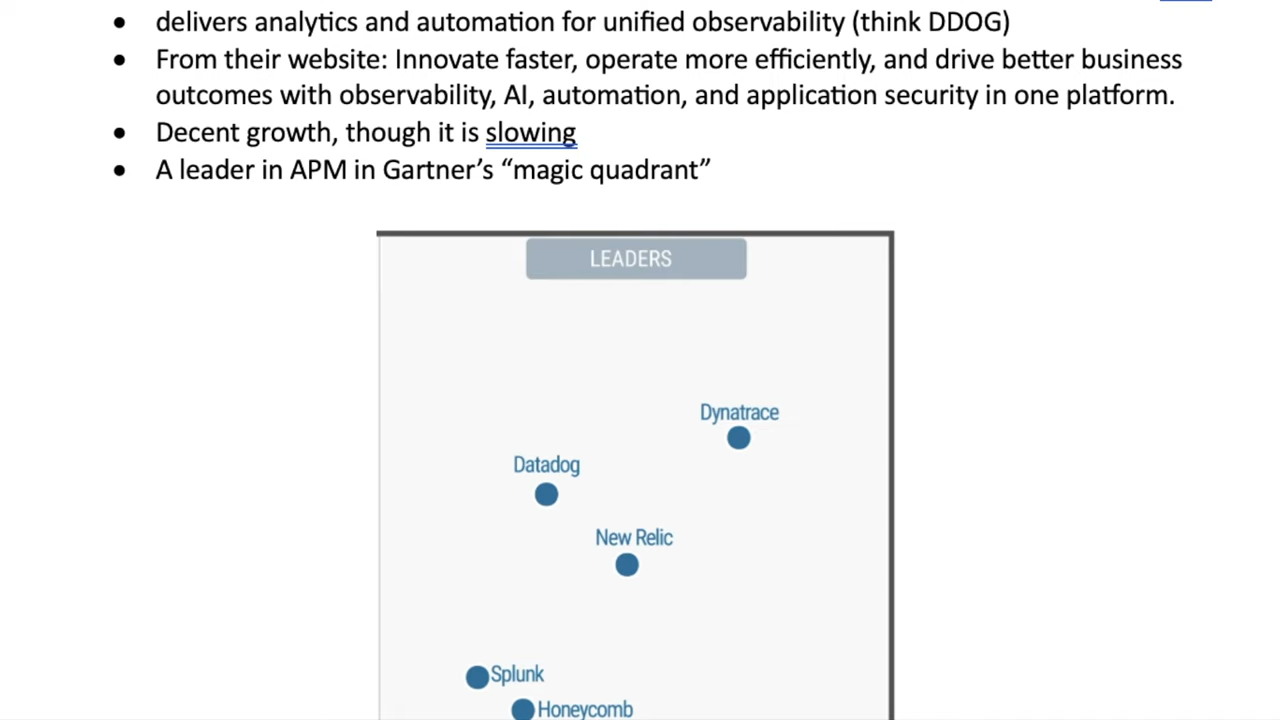 • delivers analytics and automation for unified observability (think DDOG)
• From their website: Innovate faster, operate more efficiently, and drive better business
outcomes with observability, AI, automation, and application security in one platform.
• Decent growth, though it is slowing
• A leader in APM in Gartner’s “magic quadrant”
LEADERS
Dynatrace
Datadog
New Relic
Splunk
Honeycomb